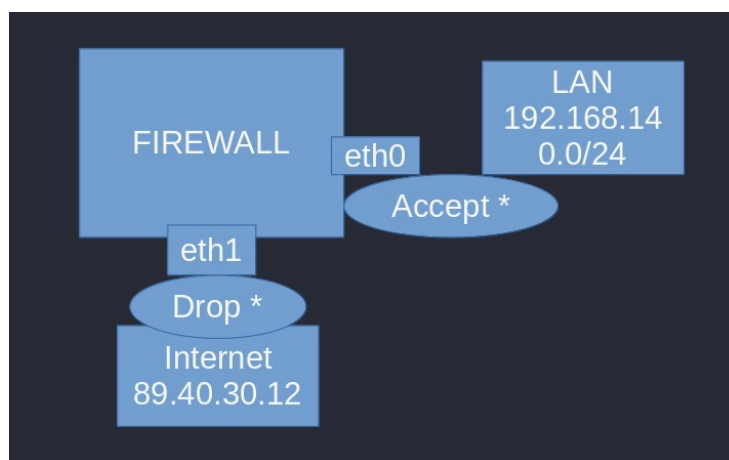 FIREWALL
eth0
LAN
192.168.14
0.0/24
Accept *
eth1
Drop *
Internet
89.40.30.12